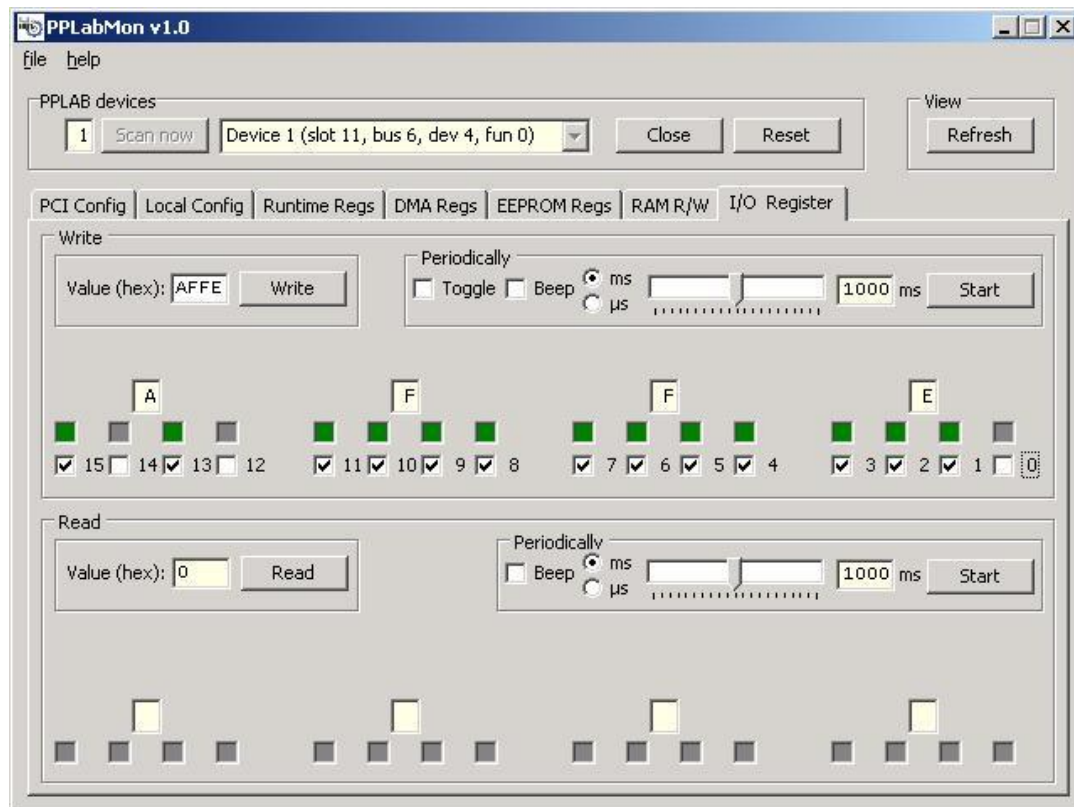 PPLabMon v1.0
file help
PPLAB devices
1 Scan now Device 1 (slot 11, bus 6, dev 4, fun 0) Close Reset
View
Refresh
PCI Config Local Config Runtime Regs DMA Regs EEPROM Regs RAM R/W I/O Register
Write
Value (hex): AFFE Write
Periodically
Toggle Beep ms µs 1000 ms Start
A F F E
15 14 13 12 11 10 9 8 7 6 5 4 3 2 1 0
Read
Value (hex): 0 Read
Periodically
Beep ms µs 1000 ms Start